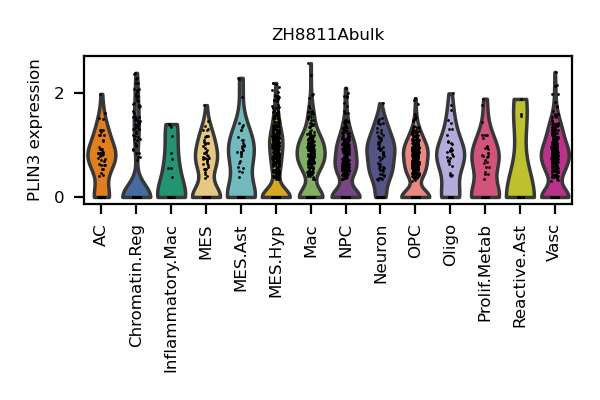 ZH8811Abulk
PLIN3 expression
2
0
AC
Chromatin.Reg
Inflammatory.Mac
MES
MES.Ast
MES.Hyp
Mac
NPC
Neuron
OPC
Oligo
Prolif.Metab
Reactive.Ast
Vasc